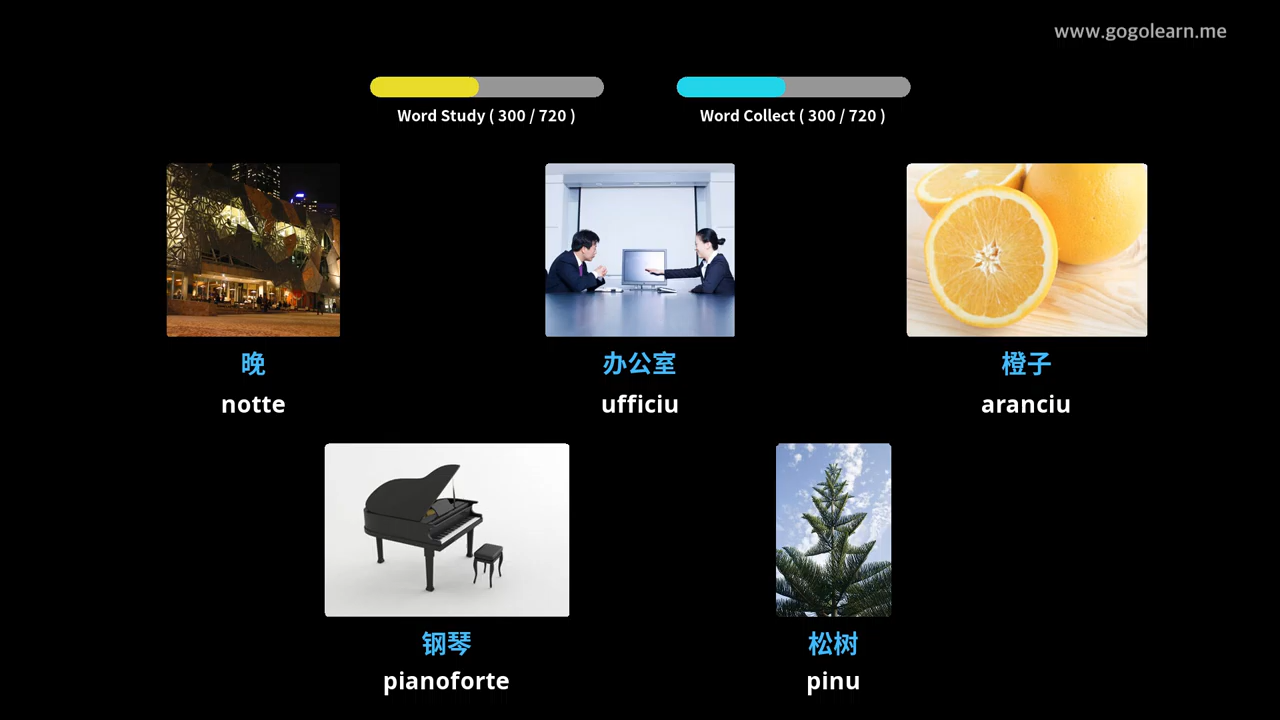 www.gogolearn.me
Word Study ( 300 / 720 )
Word Collect ( 300 / 720 )
晚
办公室
橙子
notte
ufficiu
aranciu
钢琴
松树
pianoforte
pinu